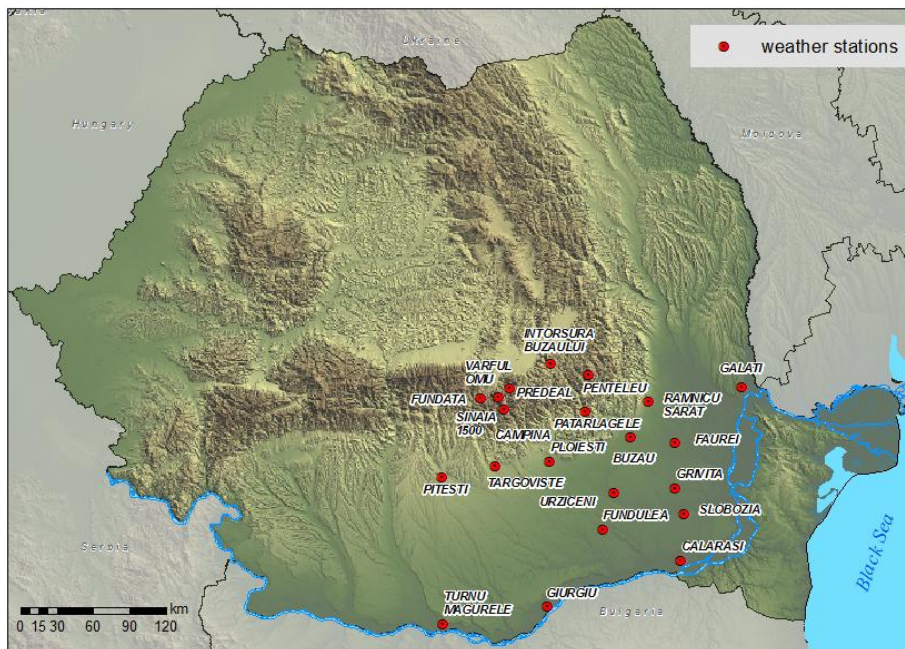 Ukraine
weather stations
Hungary
Moldova
INTORSURA
BUZAULUI
VARFUL
OMU
GALATI
FUNDATA
PREDEAL
PENTELEU
RAMNICU
SARAT
SINAIA
1500
CAMPINA
PATARLAGELE
PLOIESTI
BUZAU
FAUREI
PITESTI
TARGOVISTE
GRIVITA
URZICENI
FUNDULEA
SLOBOZIA
Serbia
CALARASI
Black Sea
TURNU
MAGURELE
GIURGIU
Bulgaria
km
0 15 30 60 90 120